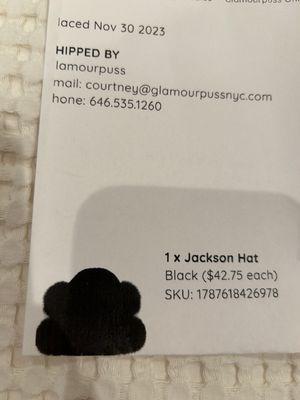 laced Nov 30 2023
HIPPED BY
lamourpuss
mail: courtney@glamourpussnyc.com
hone: 646.535.1260
1 x Jackson Hat
Black ($42.75 each)
SKU: 1787618426978